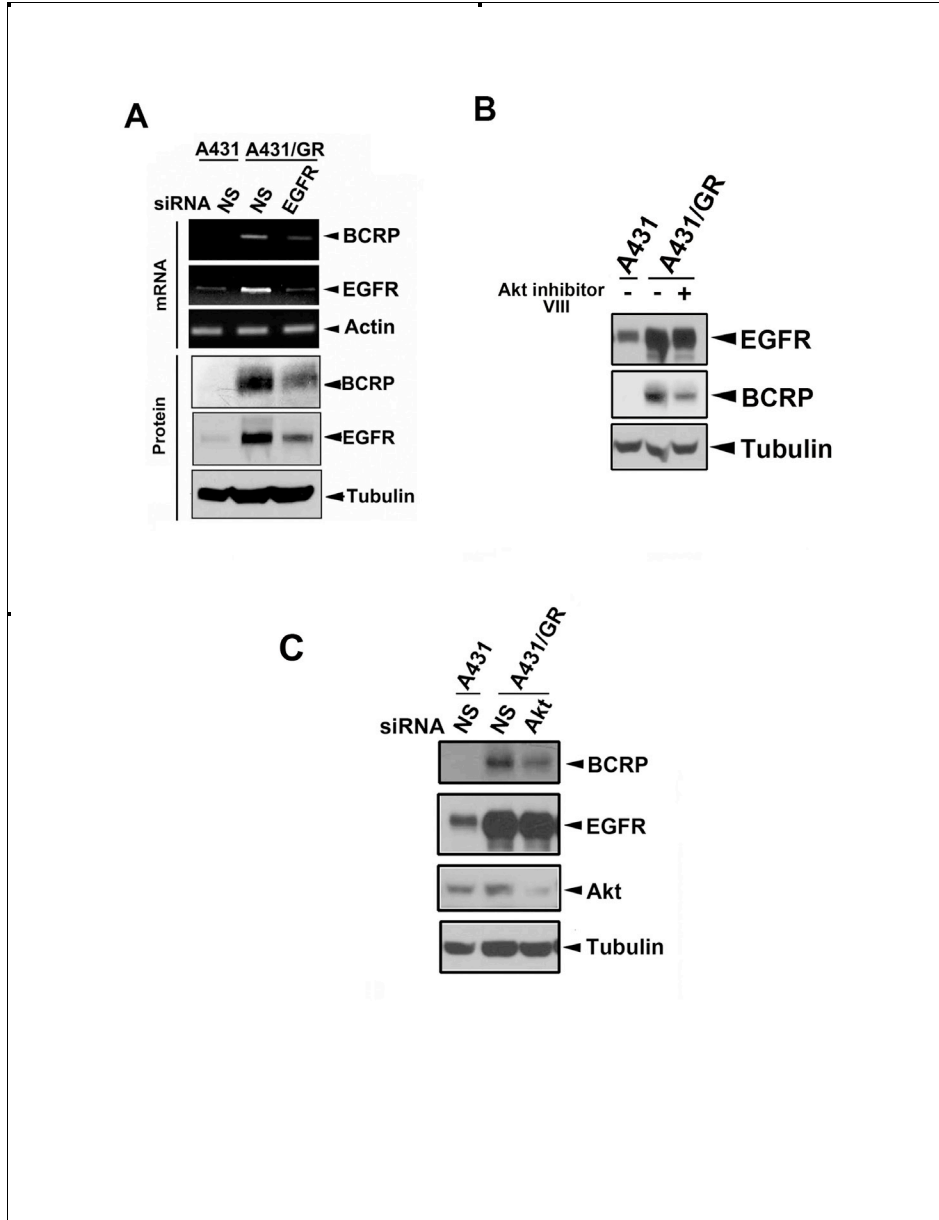 A
A431 A431/GR
siRNA NS NS EGFR
mRNA
BCRP
EGFR
Actin
Protein
BCRP
EGFR
Tubulin
B
A431 A431/GR
Akt inhibitor VIII - - +
EGFR
BCRP
Tubulin
C
A431 A431/GR
siRNA NS NS Akt
BCRP
EGFR
Akt
Tubulin